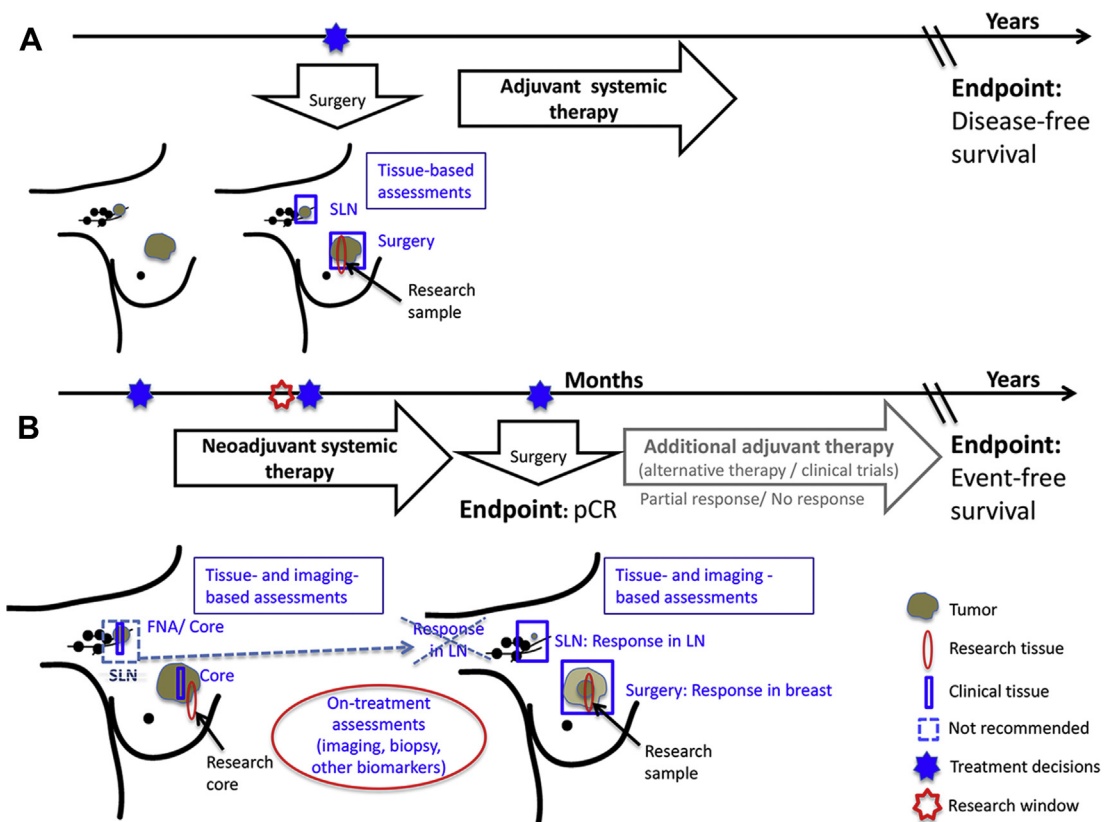 A
Years
Surgery
Adjuvant systemic
therapy
Endpoint:
Disease-free
survival
Tissue-based
assessments
SLN
Surgery
Research
sample
Months
Years
B
Neoadjuvant systemic
therapy
Surgery
Endpoint: pCR
Additional adjuvant therapy
(alternative therapy / clinical trials)
Partial response/ No response
Endpoint:
Event-free
survival
Tissue- and imaging-
based assessments
FNA/ Core
SLN
Core
Research
core
On-treatment
assessments
(imaging, biopsy,
other biomarkers)
Response
in LN
Tissue- and imaging -
based assessments
SLN: Response in LN
Surgery: Response in breast
Research
sample
Tumor
Research tissue
Clinical tissue
Not recommended
Treatment decisions
Research window